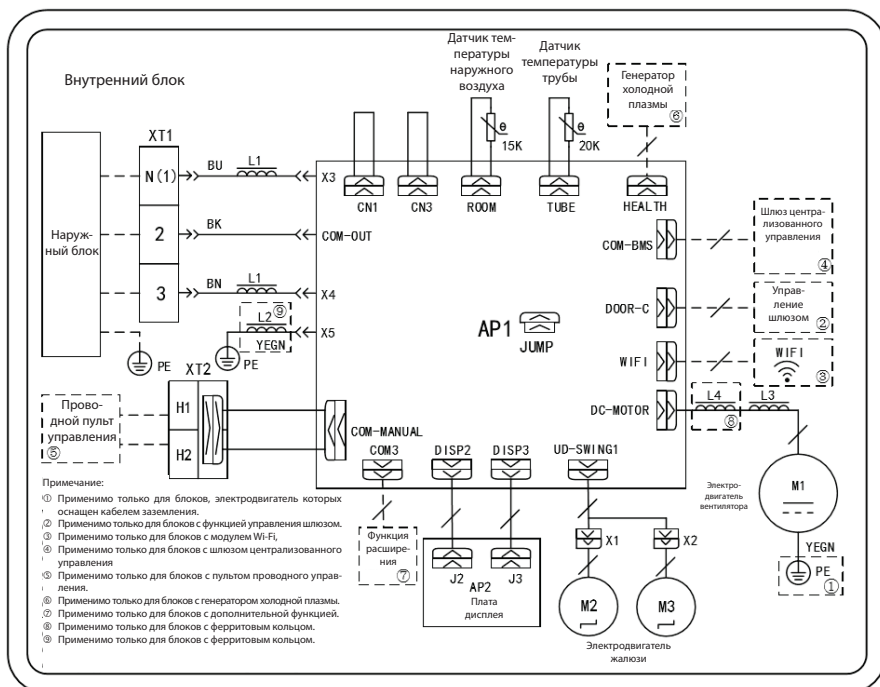 Внутренний блок
Датчик тем-
пературы
наружного
воздуха
Датчик
температуры
трубы
Генератор
холодной
плазмы
⑥
θ
15K
θ
20K
XT1
N(1)
BU
L1
X3
CN1
CN3
ROOM
TUBE
HEALTH
Наруж-
ный блок
2
BK
COM-OUT
COM-BMS
Шлюз центра-
лизованного
управления
④
3
BN
L1
X4
L2
⑨
YEGN
X5
PE
PE
AP1
JUMP
DOOR-C
Управ-
ление
шлюзом
②
WIFI
WIFI
③
XT2
DC-MOTOR
L4
⑧
L3
Прово-
дной пульт
управления
⑤
H1
H2
COM-MANUAL
COM3
DISP2
DISP3
UD-SWING1
Электро-
двигатель
вентилятора
M1
YEGN
PE
①
Функция
расшире-
ния
⑦
J2
J3
AP2
Плата
дисплея
X1
X2
M2
M3
Электродвигатель
жалюзи
Примечание:
① Применимо только для блоков, электродвигатель которых
оснащен кабелем заземления.
② Применимо только для блоков с функцией управления шлюзом.
③ Применимо только для блоков с модулем Wi-Fi,
④ Применимо только для блоков с шлюзом централизованного
управления
⑤ Применимо только для блоков с пультом проводного управ-
ления.
⑥ Применимо только для блоков с генератором холодной плазмы.
⑦ Применимо только для блоков с дополнительной функцией.
⑧ Применимо только для блоков с ферритовым кольцом.
⑨ Применимо только для блоков с ферритовым кольцом.